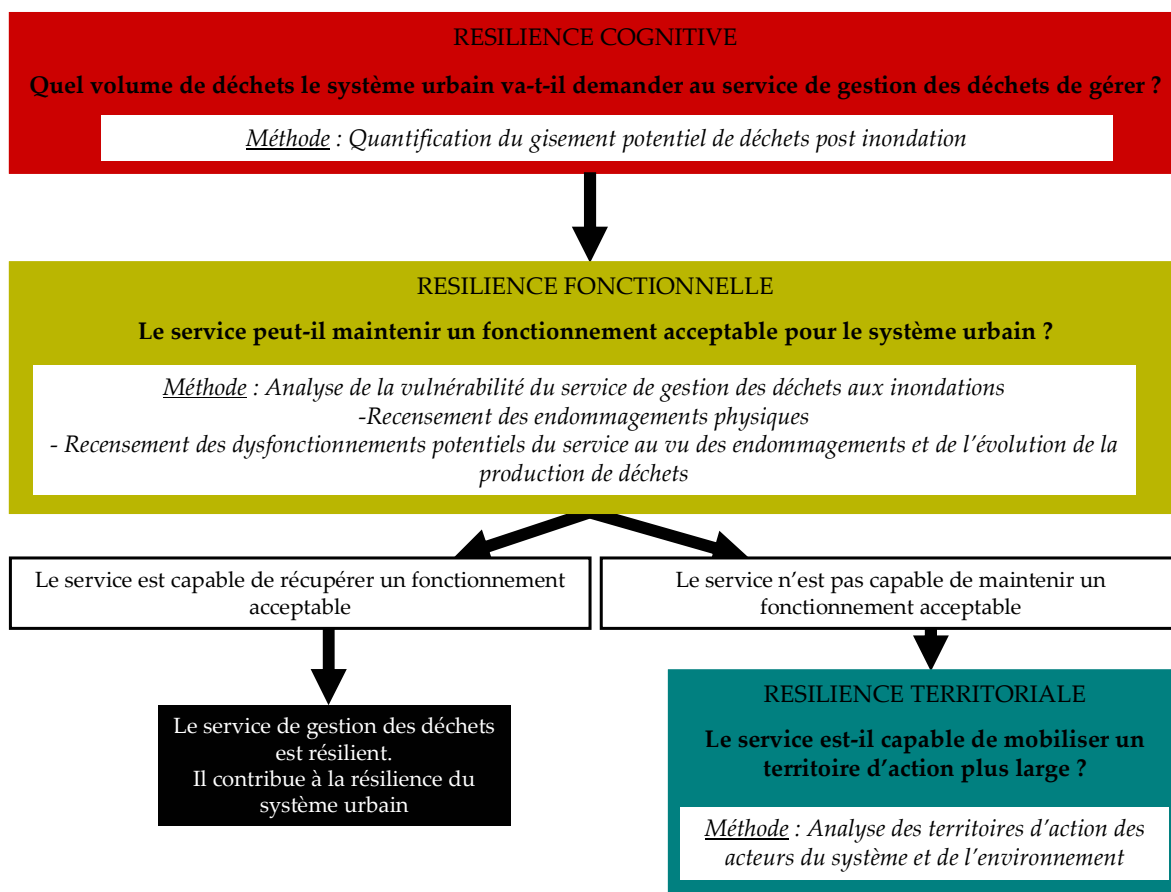 RESILIENCE COGNITIVE
Quel volume de déchets le système urbain va-t-il demander au service de gestion des déchets de gérer ?
Méthode : Quantification du gisement potentiel de déchets post inondation
RESILIENCE FONCTIONNELLE
Le service peut-il maintenir un fonctionnement acceptable pour le système urbain ?
Méthode : Analyse de la vulnérabilité du service de gestion des déchets aux inondations
-Recensement des endommagements physiques
- Recensement des dysfonctionnements potentiels du service au vu des endommagements et de l'évolution de la
production de déchets
Le service est capable de récupérer un fonctionnement
acceptable
Le service n'est pas capable de maintenir un
fonctionnement acceptable
Le service de gestion des déchets
est résilient.
Il contribue à la résilience du
système urbain
RESILIENCE TERRITORIALE
Le service est-il capable de mobiliser un
territoire d'action plus large ?
Méthode : Analyse des territoires d'action des
acteurs du système et de l'environnement